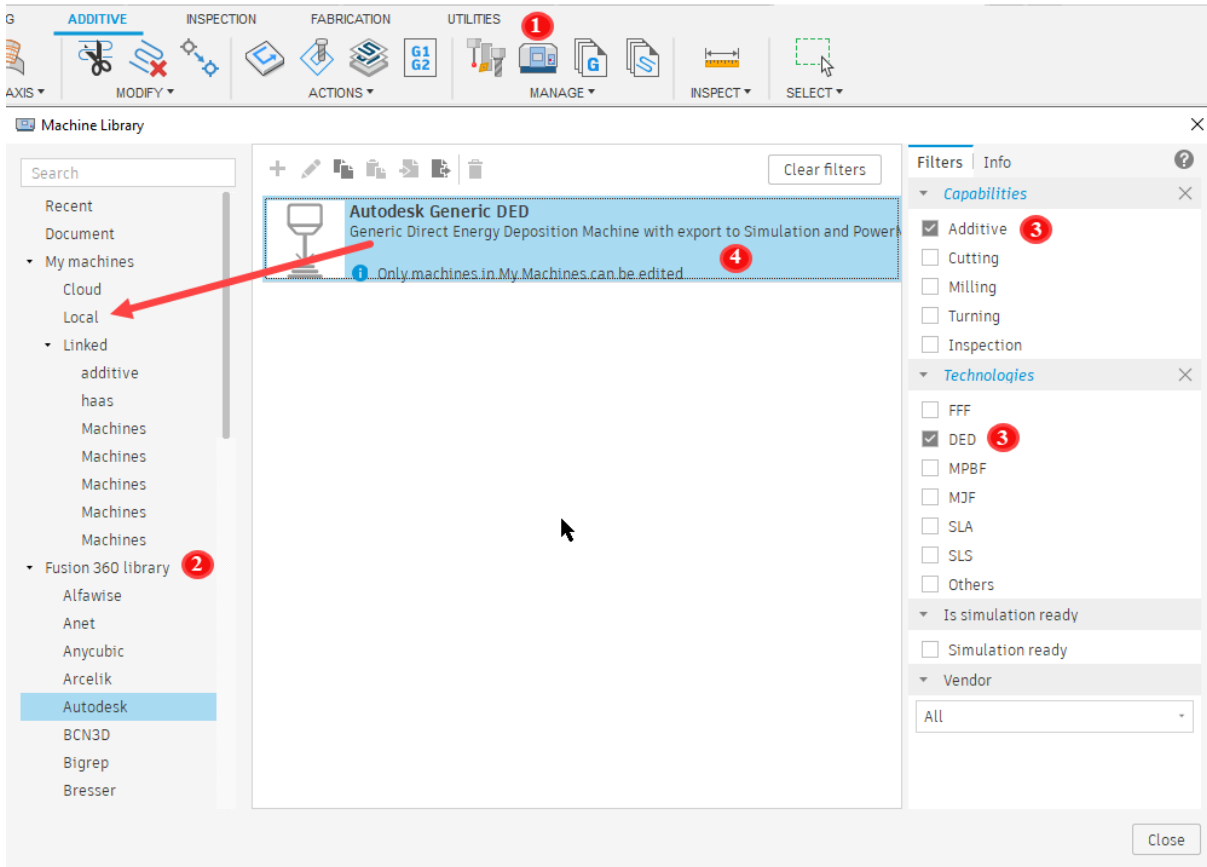 G ADDITIVE INSPECTION FABRICATION UTILITIES 1
G1
G2
G
S
AXIS MODIFY ACTIONS MANAGE INSPECT SELECT
Machine Library
Search
Recent
Document
My machines
Cloud
Local
Linked
additive
haas
Machines
Machines
Machines
Machines
Machines
Fusion 360 library 2
Alfawise
Anet
Anycubic
Arcelik
Autodesk
BCN3D
Bigrep
Bresser
Clear filters
Autodesk Generic DED
Generic Direct Energy Deposition Machine with export to Simulation and PowerM
Only machines in My Machines can be edited 4
Filters Info
Capabilities
Additive 3
Cutting
Milling
Turning
Inspection
Technologies
FFF
DED 3
MPBF
MJF
SLA
SLS
Others
Is simulation ready
Simulation ready
Vendor
All
Close